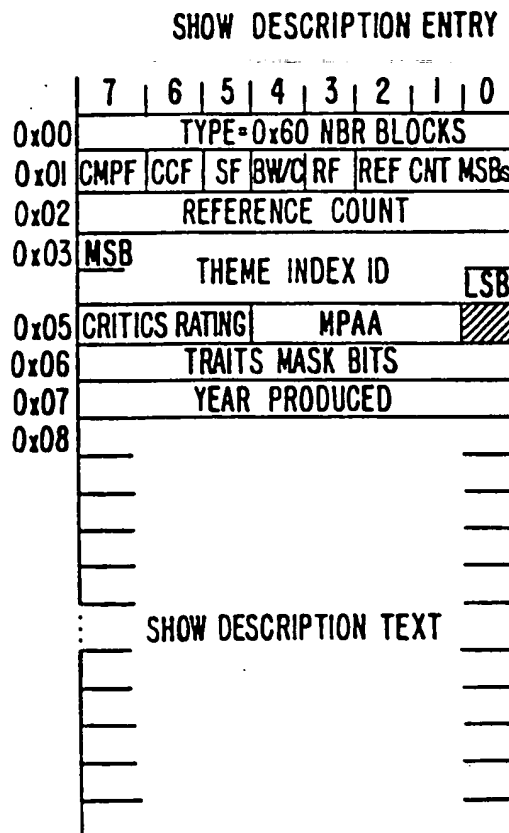 SHOW DESCRIPTION ENTRY
7 6 5 4 3 2 1 0
0x00 TYPE=0x60 NBR BLOCKS
0x01 CMPF CCF SF BW/C RF REF CNT MSBs
0x02 REFERENCE COUNT
0x03 MSB THEME INDEX ID LSB
0x05 CRITICS RATING MPAA
0x06 TRAITS MASK BITS
0x07 YEAR PRODUCED
0x08
SHOW DESCRIPTION TEXT